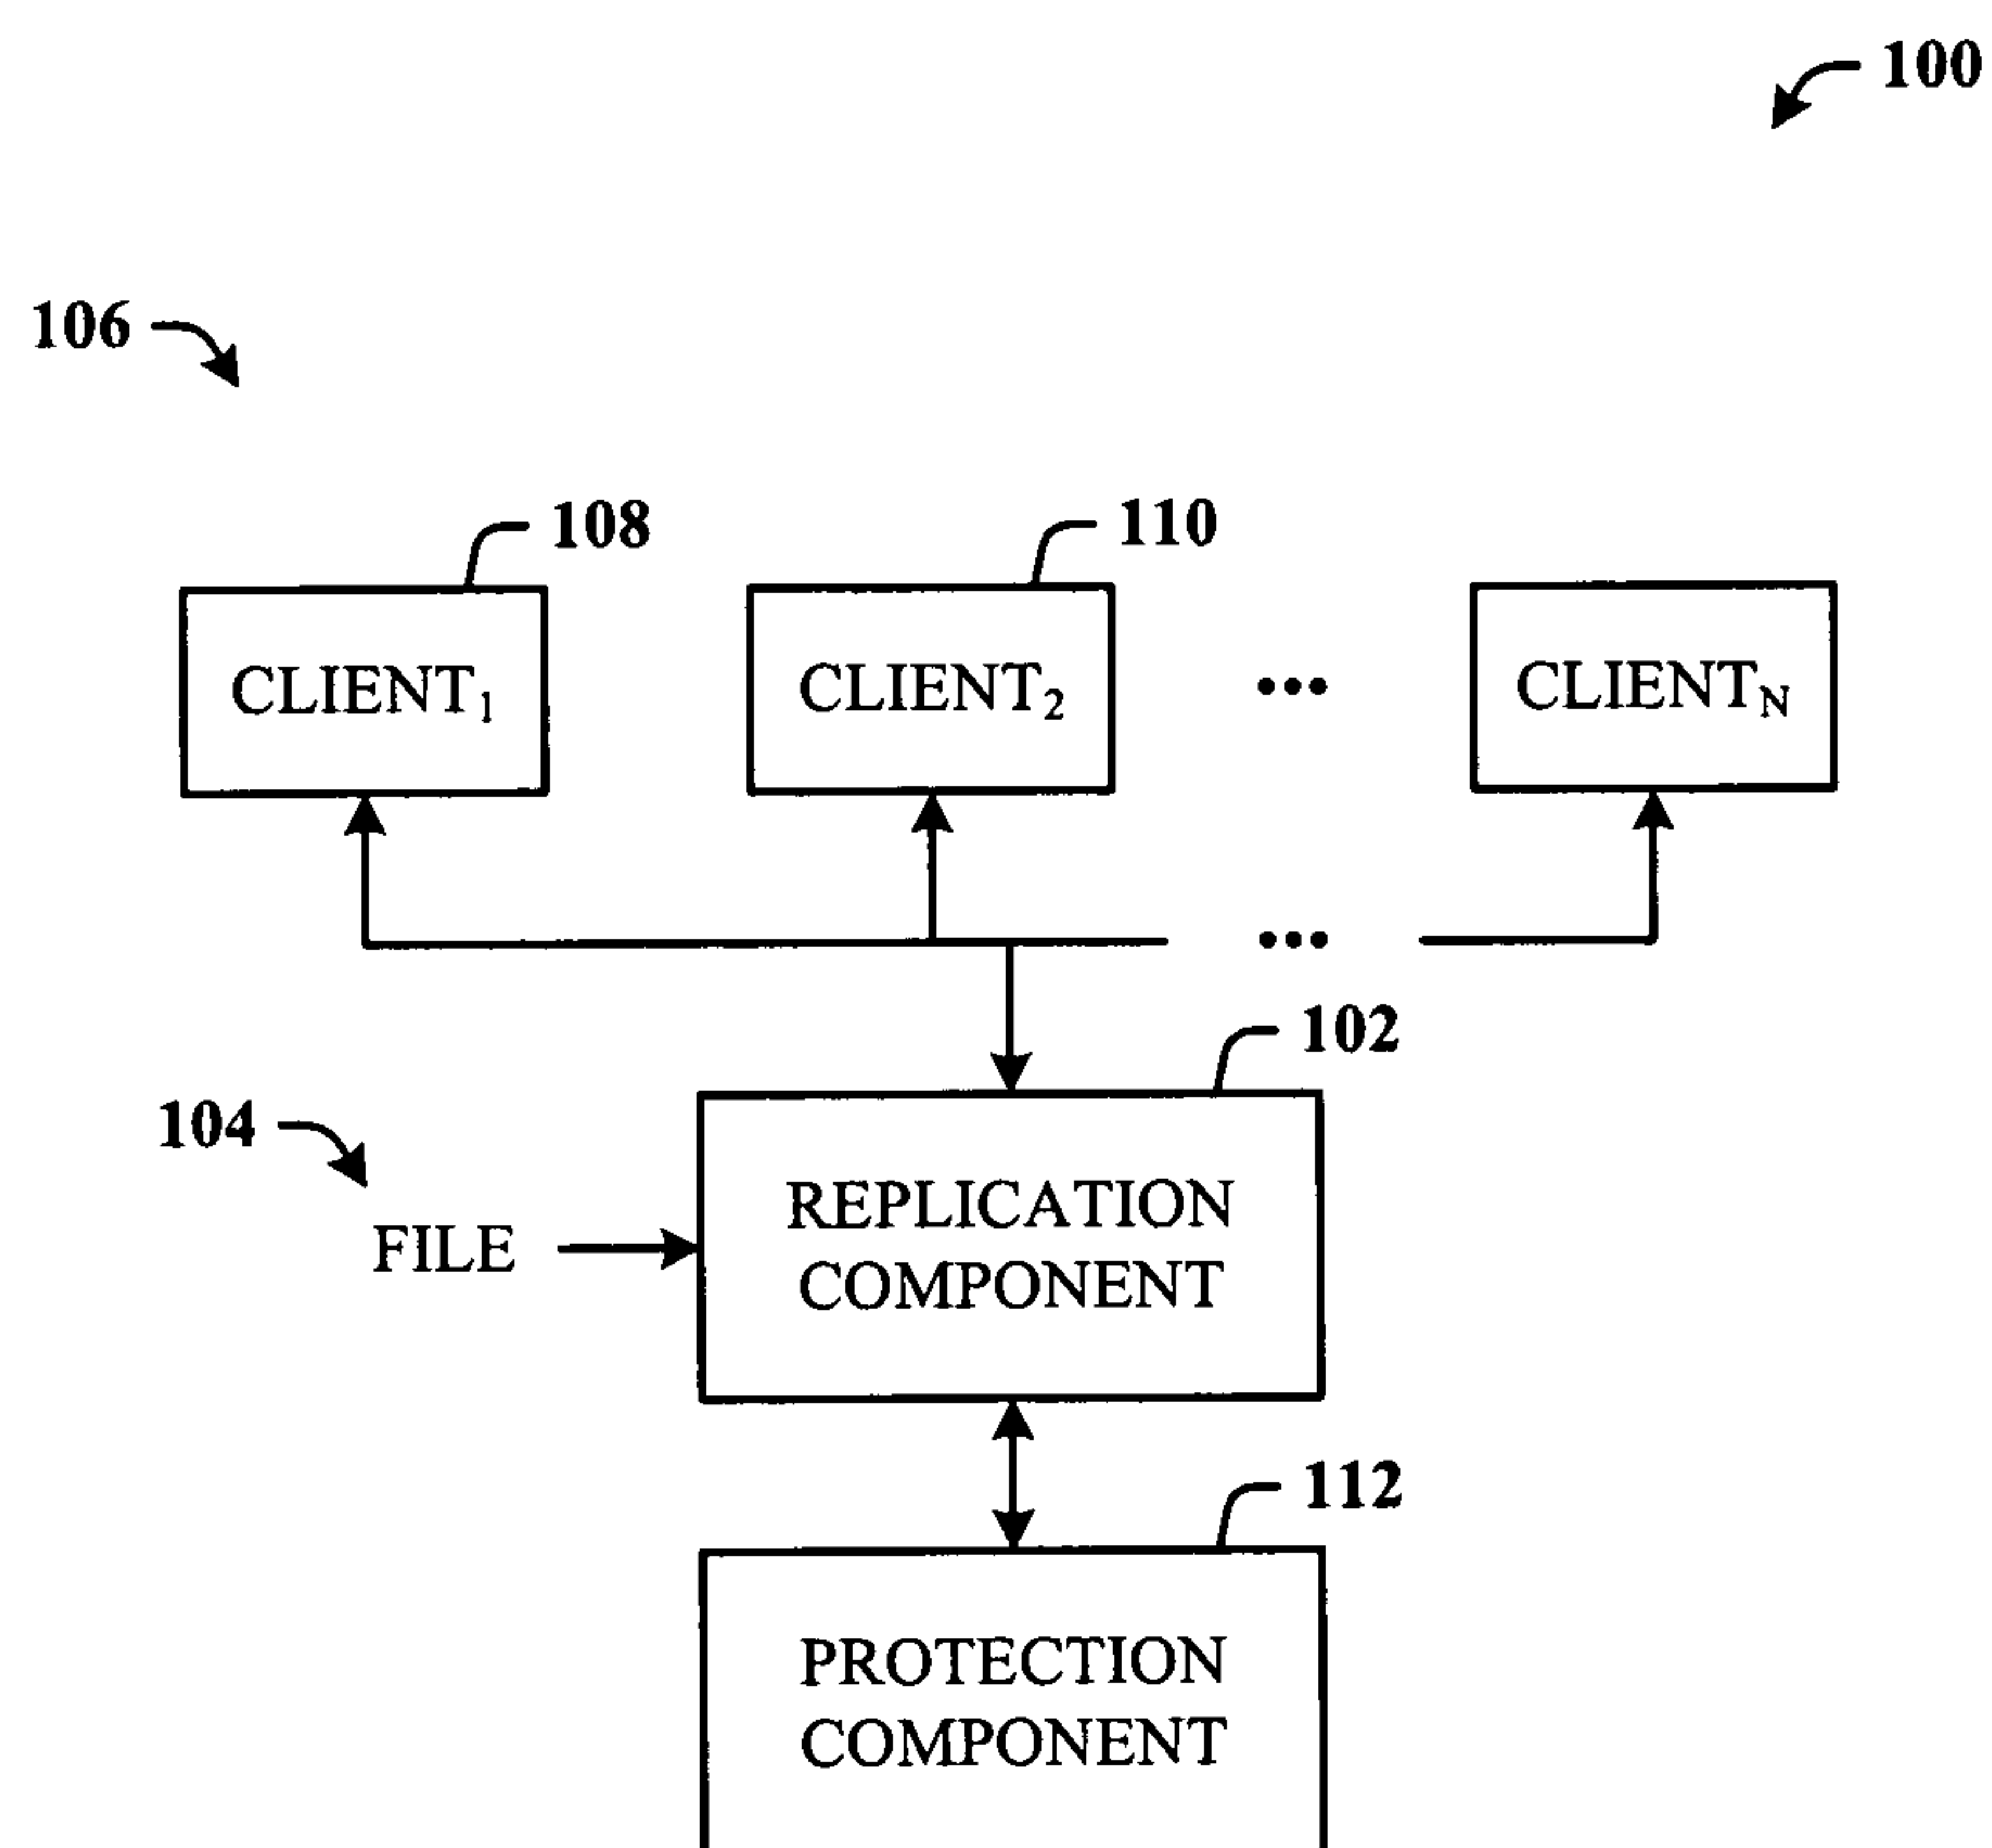 100
106
108
110
CLIENT₁
CLIENT₂
•••
CLIENTN
•••
102
104
REPLICATION
COMPONENT
FILE
112
PROTECTION
COMPONENT